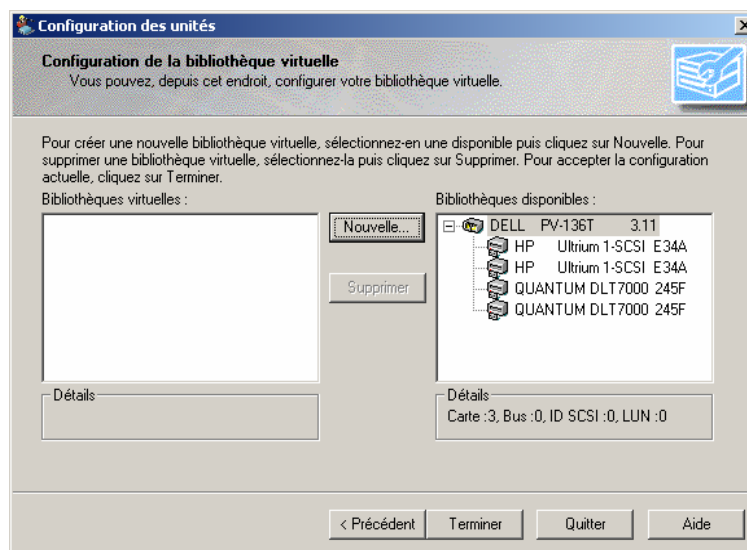 Configuration des unités
Configuration de la bibliothèque virtuelle
Vous pouvez, depuis cet endroit, configurer votre bibliothèque virtuelle.
Pour créer une nouvelle bibliothèque virtuelle, sélectionnez-en une disponible puis cliquez sur Nouvelle. Pour
supprimer une bibliothèque virtuelle, sélectionnez-la puis cliquez sur Supprimer. Pour accepter la configuration
actuelle, cliquez sur Terminer.
Bibliothèques virtuelles :
Nouvelle...
Supprimer
Détails
Bibliothèques disponibles :
DELL PV-136T 3.11
HP Ultrium 1-SCSI E34A
HP Ultrium 1-SCSI E34A
QUANTUM DLT7000 245F
QUANTUM DLT7000 245F
Détails
Carte :3, Bus :0, ID SCSI :0, LUN :0
< Précédent
Terminer
Quitter
Aide